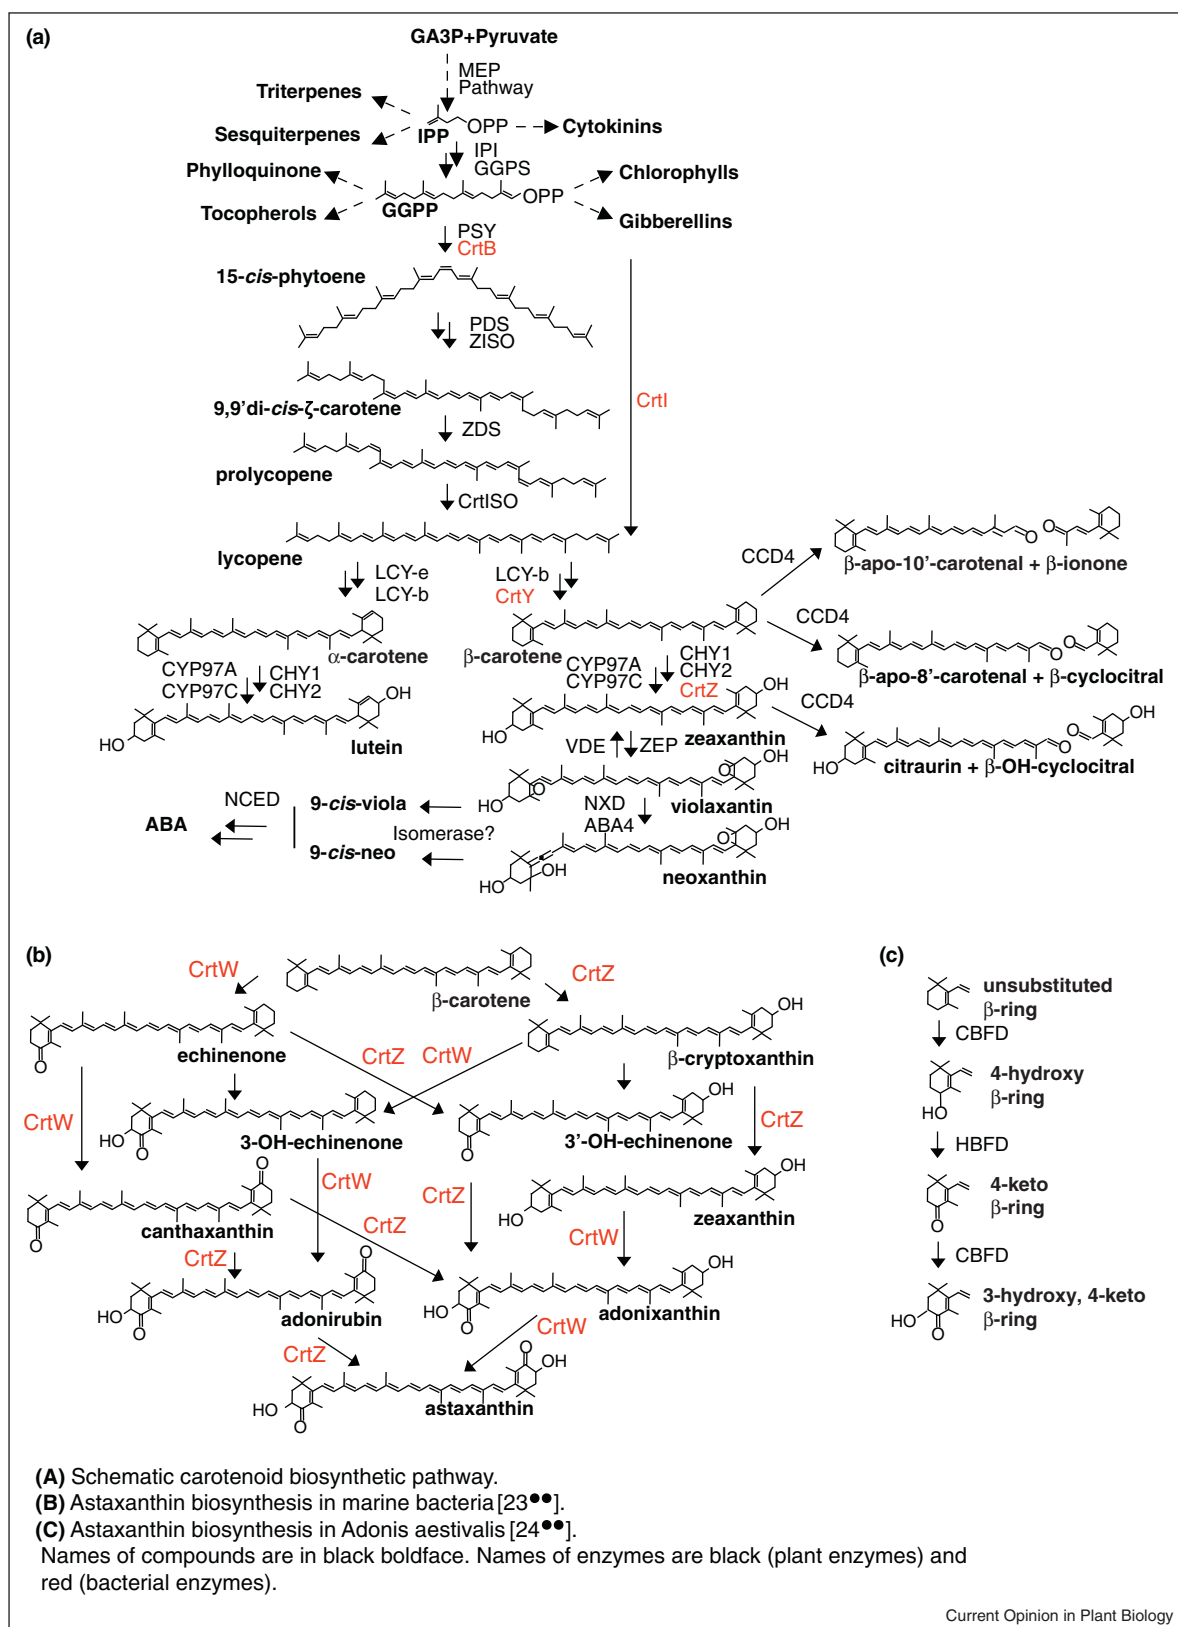 (a)
GA3P+Pyruvate
MEP
Pathway
Triterpenes
OPP
Cytokinins
Sesquiterpenes
IPP
IPI
GGPS
Phylloquinone
Chlorophylls
OPP
Tocopherols
GGPP
Gibberellins
PSY
CrtB
15-cis-phytoene
PDS
ZISO
CrtI
9,9'di-cis-ζ-carotene
ZDS
prolycopene
CrtISO
lycopene
LCY-e
LCY-b
LCY-b
CrtY
CCD4
O
O
β-apo-10'-carotenal + β-ionone
α-carotene
β-carotene
CCD4
O
O
β-apo-8'-carotenal + β-cyclocitral
CYP97A
CYP97C
CHY1
CHY2
CYP97A
CYP97C
CHY1
CHY2
CrtZ
OH
HO
lutein
OH
HO
zeaxanthin
CCD4
OH
O
O
HO
citraurin + β-OH-cyclocitral
VDE
ZEP
OH
O
O
HO
violaxantin
NCED
9-cis-viola
NXD
ABA4
ABA
Isomerase?
9-cis-neo
OH
O
OH
HO
neoxanthin
(b)
CrtW
β-carotene
CrtZ
O
echinenone
OH
β-cryptoxanthin
CrtZ
CrtW
CrtW
HO
O
3-OH-echinenone
OH
O
3'-OH-echinenone
CrtZ
CrtW
O
O
canthaxanthin
CrtZ
CrtZ
OH
HO
zeaxanthin
CrtZ
CrtW
O
HO
O
adonirubin
OH
HO
O
adonixanthin
CrtZ
CrtW
O
OH
HO
O
astaxanthin
(c)
unsubstituted
β-ring
CBFD
4-hydroxy
β-ring
HO
HBFD
4-keto
β-ring
O
CBFD
3-hydroxy, 4-keto
β-ring
HO
O
(A) Schematic carotenoid biosynthetic pathway.
(B) Astaxanthin biosynthesis in marine bacteria [23●●].
(C) Astaxanthin biosynthesis in Adonis aestivalis [24●●].
Names of compounds are in black boldface. Names of enzymes are black (plant enzymes) and
red (bacterial enzymes).
Current Opinion in Plant Biology